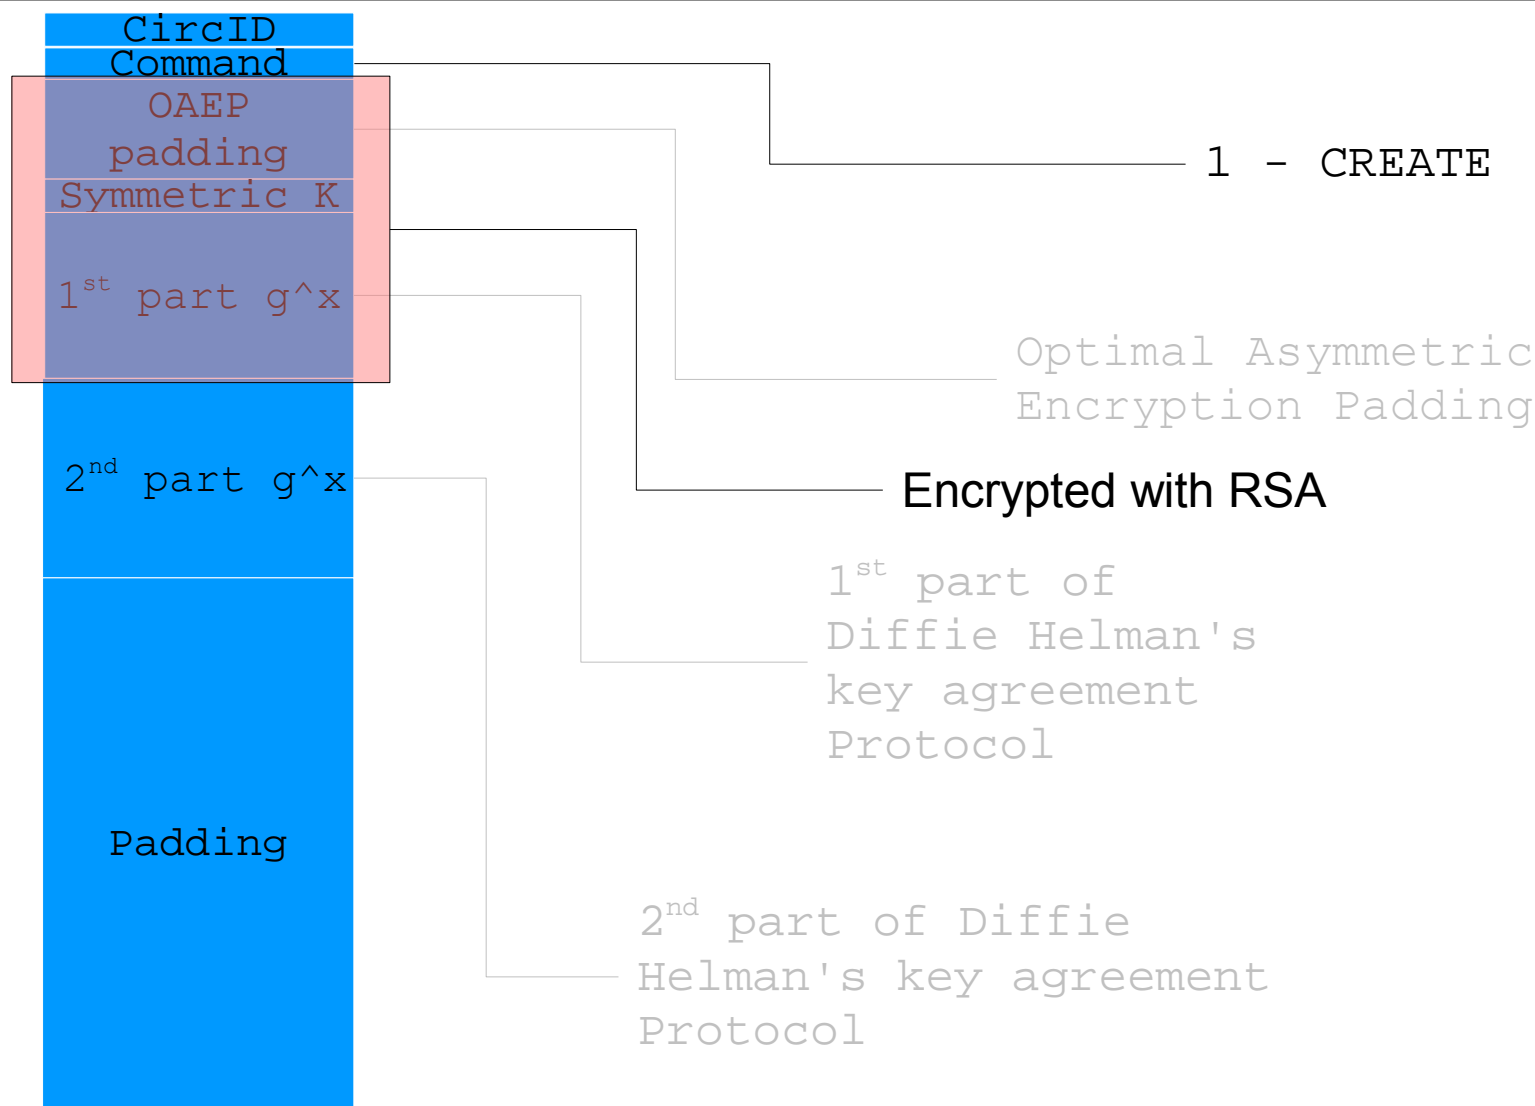 CircID
Command
OAEP
padding
Symmetric K
1st part g^x
2nd part g^x
Padding
1 - CREATE
Optimal Asymmetric
Encryption Padding
Encrypted with RSA
1st part of
Diffie Helman's
key agreement
Protocol
2nd part of Diffie
Helman's key agreement
Protocol